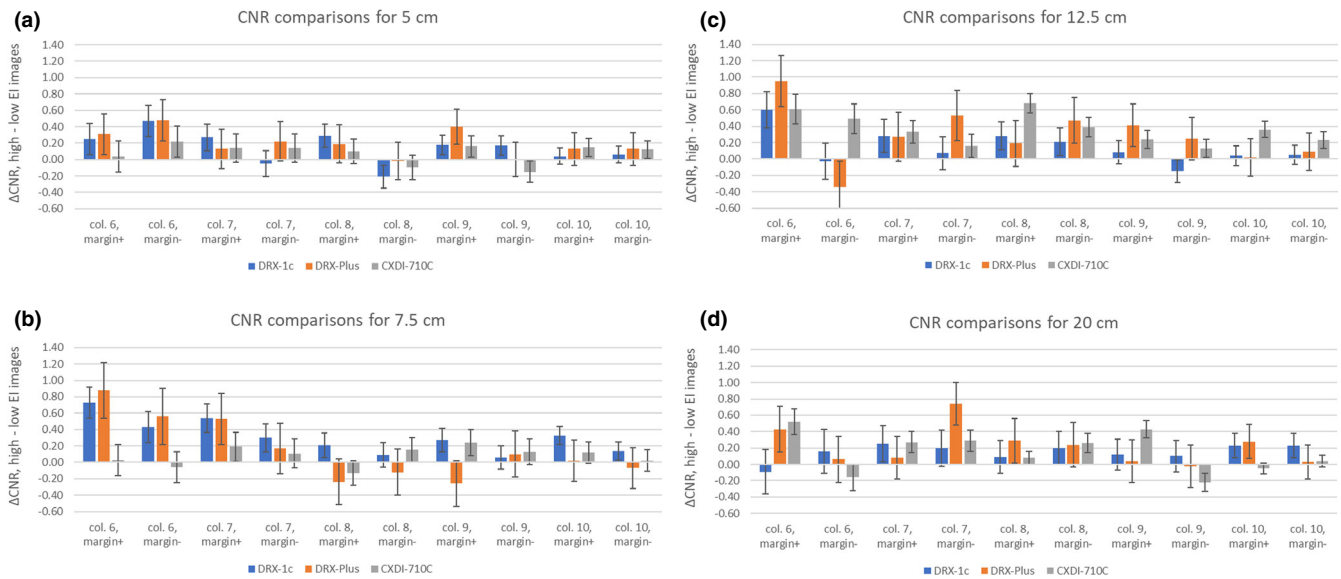 (a)
CNR comparisons for 5 cm
ΔCNR, high - low EI images
1.40
1.20
1.00
0.80
0.60
0.40
0.20
0.00
-0.20
-0.40
-0.60
col. 6, margin+
col. 6, margin-
col. 7, margin+
col. 7, margin-
col. 8, margin+
col. 8, margin-
col. 9, margin+
col. 9, margin-
col. 10, margin+
col. 10, margin-
DRX-1c DRX-Plus CXDI-710C
(b)
CNR comparisons for 7.5 cm
ΔCNR, high - low EI images
1.40
1.20
1.00
0.80
0.60
0.40
0.20
0.00
-0.20
-0.40
-0.60
col. 6, margin+
col. 6, margin-
col. 7, margin+
col. 7, margin-
col. 8, margin+
col. 8, margin-
col. 9, margin+
col. 9, margin-
col. 10, margin+
col. 10, margin-
DRX-1c DRX-Plus CXDI-710C
(c)
CNR comparisons for 12.5 cm
ΔCNR, high - low EI images
1.40
1.20
1.00
0.80
0.60
0.40
0.20
0.00
-0.20
-0.40
-0.60
col. 6, margin+
col. 6, margin-
col. 7, margin+
col. 7, margin-
col. 8, margin+
col. 8, margin-
col. 9, margin+
col. 9, margin-
col. 10, margin+
col. 10, margin-
DRX-1c DRX-Plus CXDI-710C
(d)
CNR comparisons for 20 cm
ΔCNR, high - low EI images
1.40
1.20
1.00
0.80
0.60
0.40
0.20
0.00
-0.20
-0.40
-0.60
col. 6, margin+
col. 6, margin-
col. 7, margin+
col. 7, margin-
col. 8, margin+
col. 8, margin-
col. 9, margin+
col. 9, margin-
col. 10, margin+
col. 10, margin-
DRX-1c DRX-Plus CXDI-710C